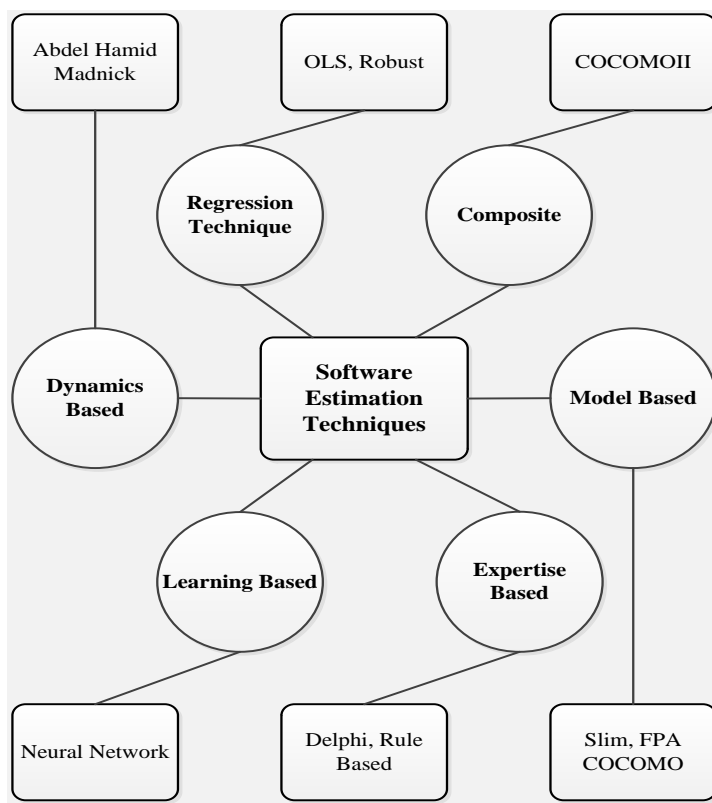 Abdel Hamid
Madnick
OLS, Robust
COCOMOII
Regression
Technique
Composite
Dynamics
Based
Software
Estimation
Techniques
Model Based
Learning Based
Expertise
Based
Neural Network
Delphi, Rule
Based
Slim, FPA
COCOMO